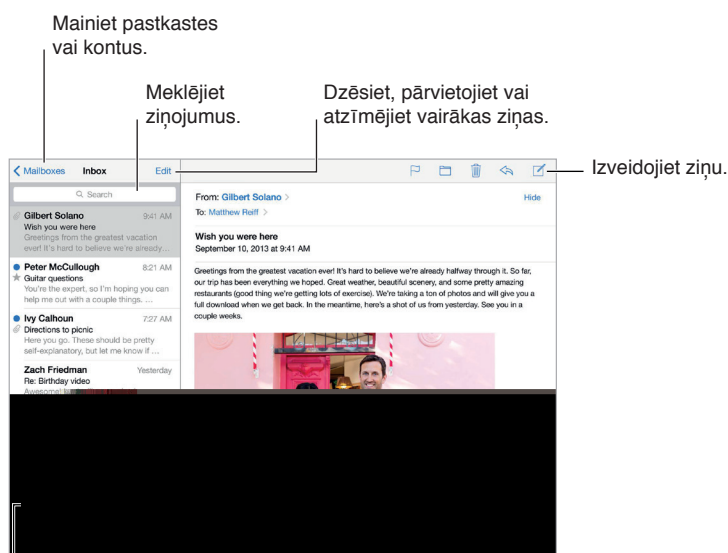 Mainiet pastkastes
vai kontus.
Meklējiet
ziņojumus.
Dzēsiet, pārvietojiet vai
atzīmējiet vairākas ziņas.
Izveidojiet ziņu.
Mailboxes Inbox Edit
Search
Gilbert Solano 9:41 AM
Wish you were here
Greetings from the greatest vacation
ever! It's hard to believe we're already...
Peter McCullough 8:21 AM
Guitar questions
You're the expert, so I'm hoping you can
help me out with a couple things. ...
Ivy Calhoun 7:27 AM
Directions to picnic
Here you go. These should be pretty
self-explanatory, but let me know if ...
Zach Friedman Yesterday
Re: Birthday video
Awesome!
From: Gilbert Solano
Hide
To: Matthew Reiff
Wish you were here
September 10, 2013 at 9:41 AM
Greetings from the greatest vacation ever! It's hard to believe we're already halfway through it. So far,
our trip has been everything we hoped. Great weather, beautiful scenery, and some pretty amazing
restaurants (good thing we're getting lots of exercise). We're taking a ton of photos and will give you a
full download when we get back. In the meantime, here's a shot of us from yesterday. See you in a
couple weeks.